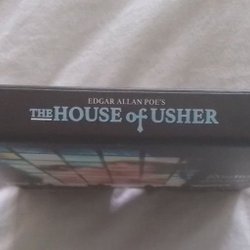 EDGAR ALLAN POE'S
THE HOUSE of USHER